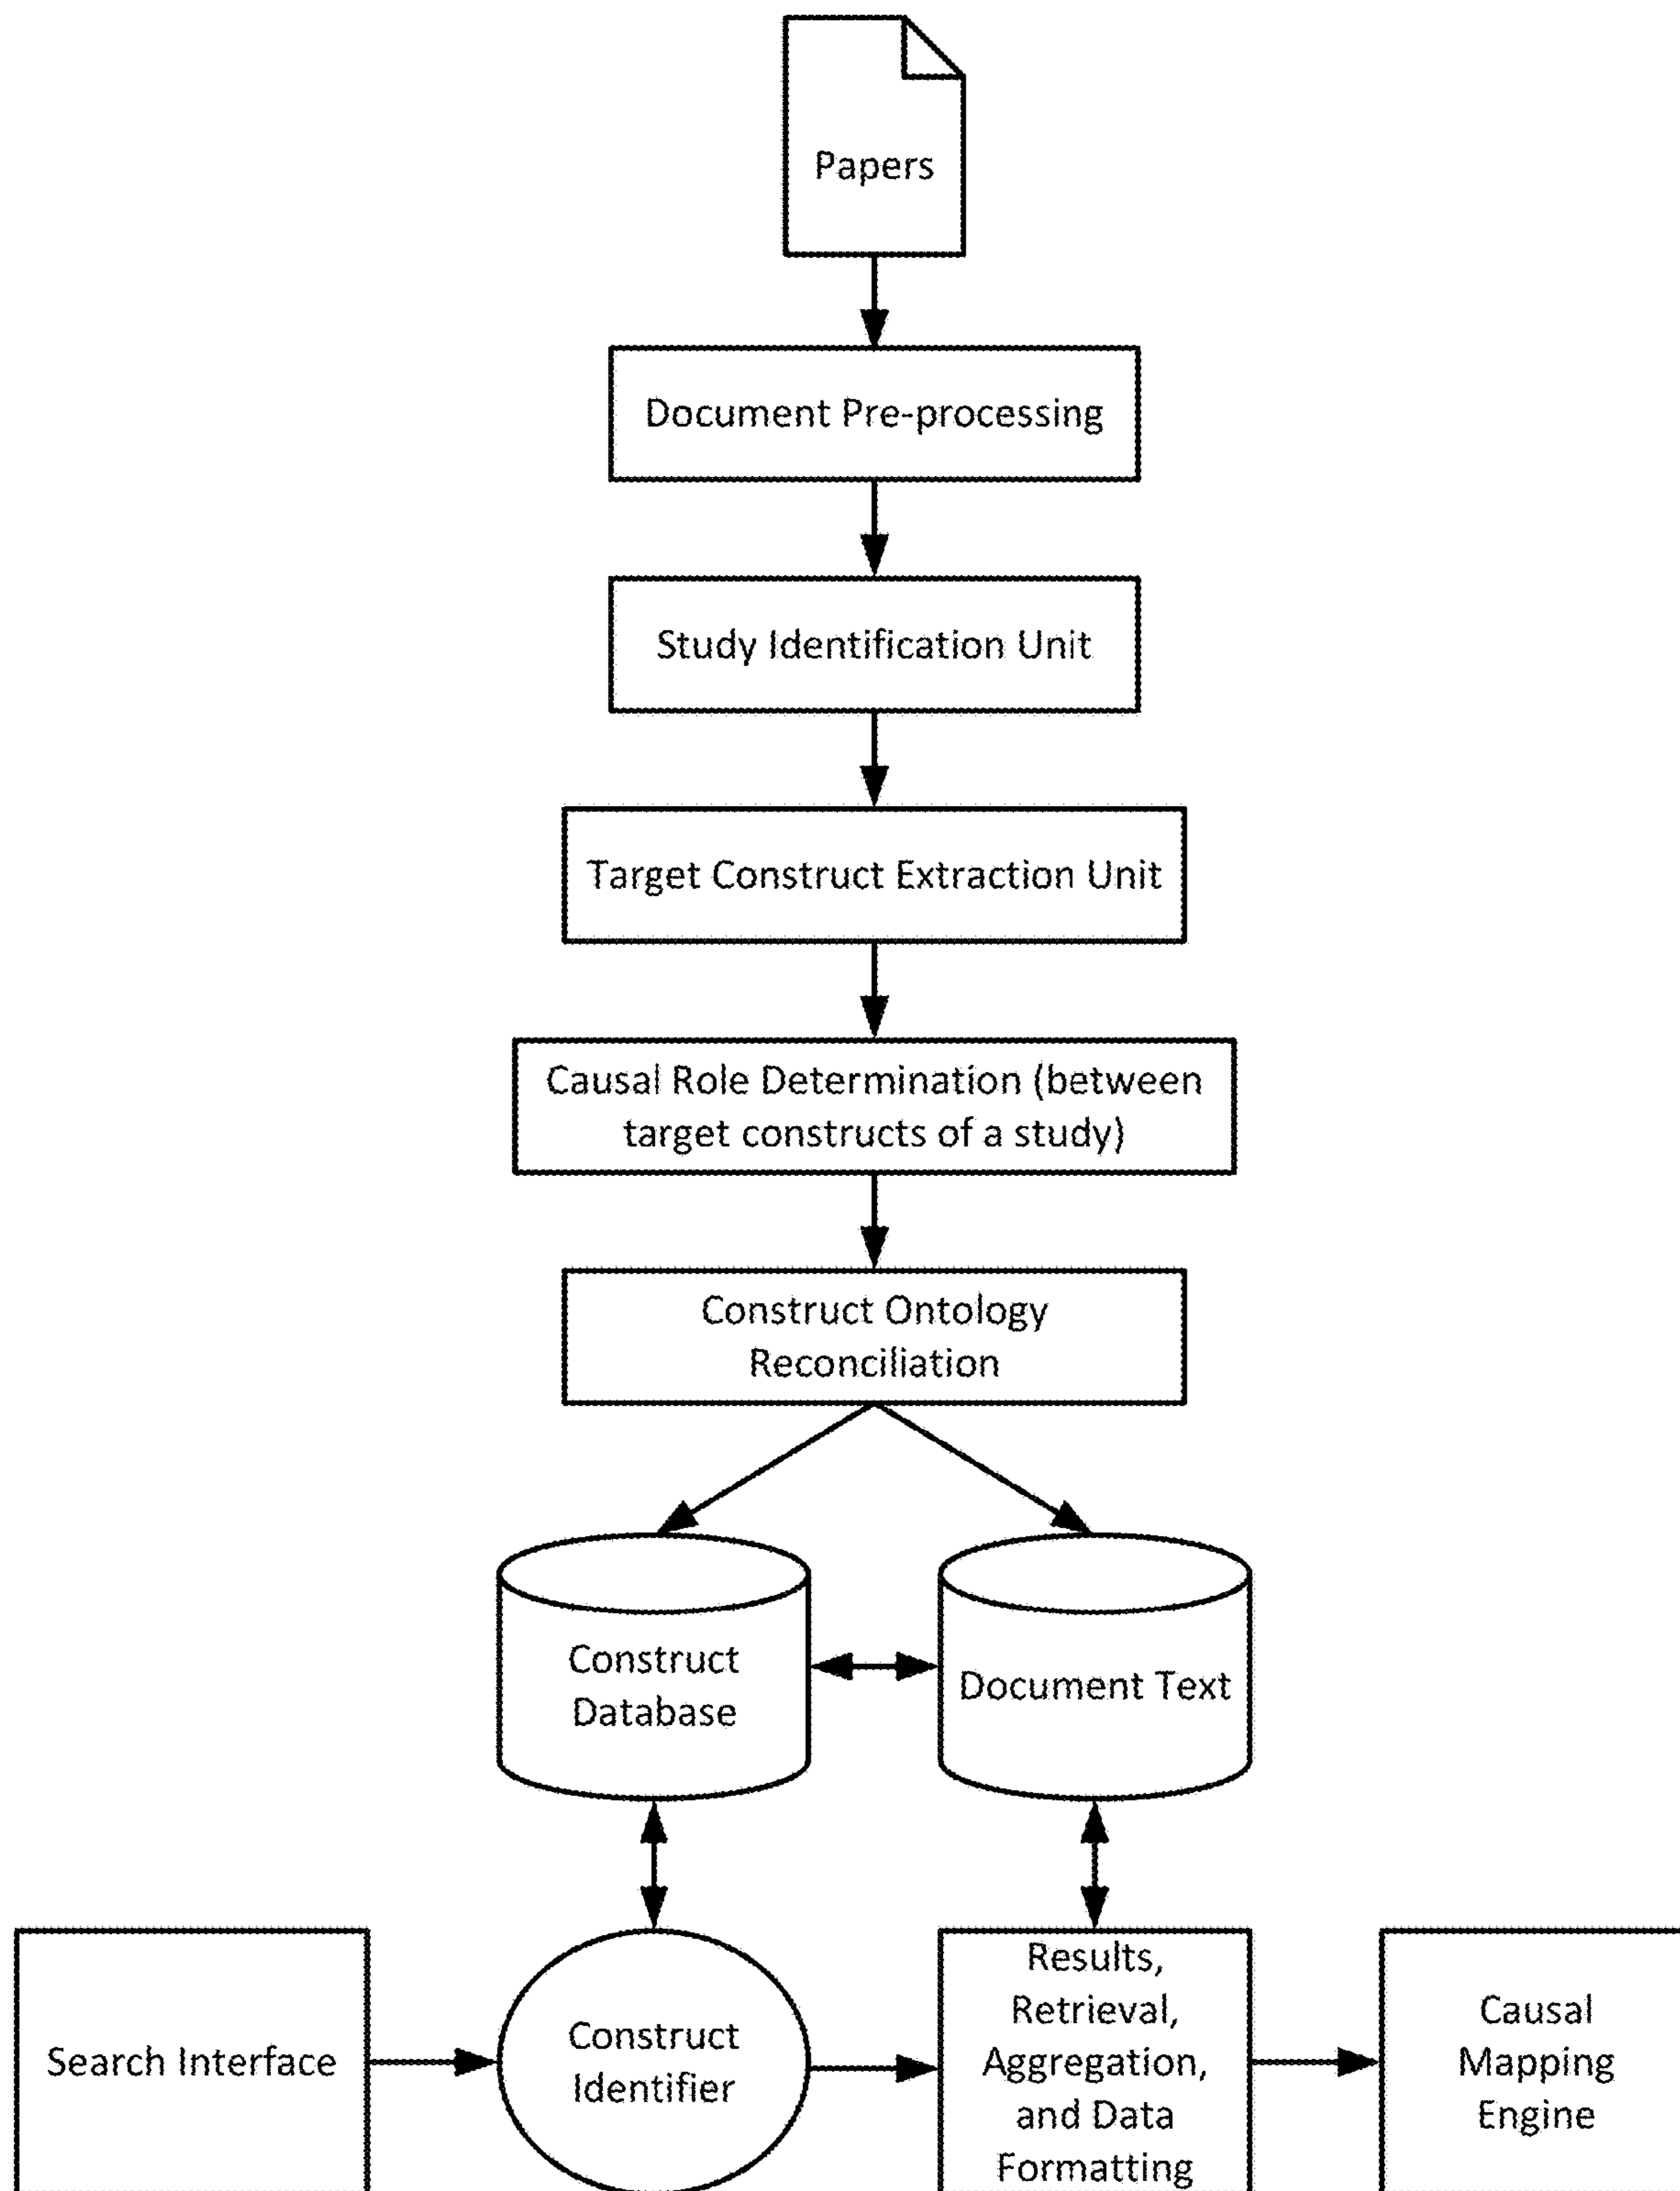 Papers
Document Pre-processing
Study Identification Unit
Target Construct Extraction Unit
Causal Role Determination (between
target constructs of a study)
Construct Ontology
Reconciliation
Construct
Database
Document Text
Search Interface
Construct
Identifier
Results,
Retrieval,
Aggregation,
and Data
Formatting
Causal
Mapping
Engine